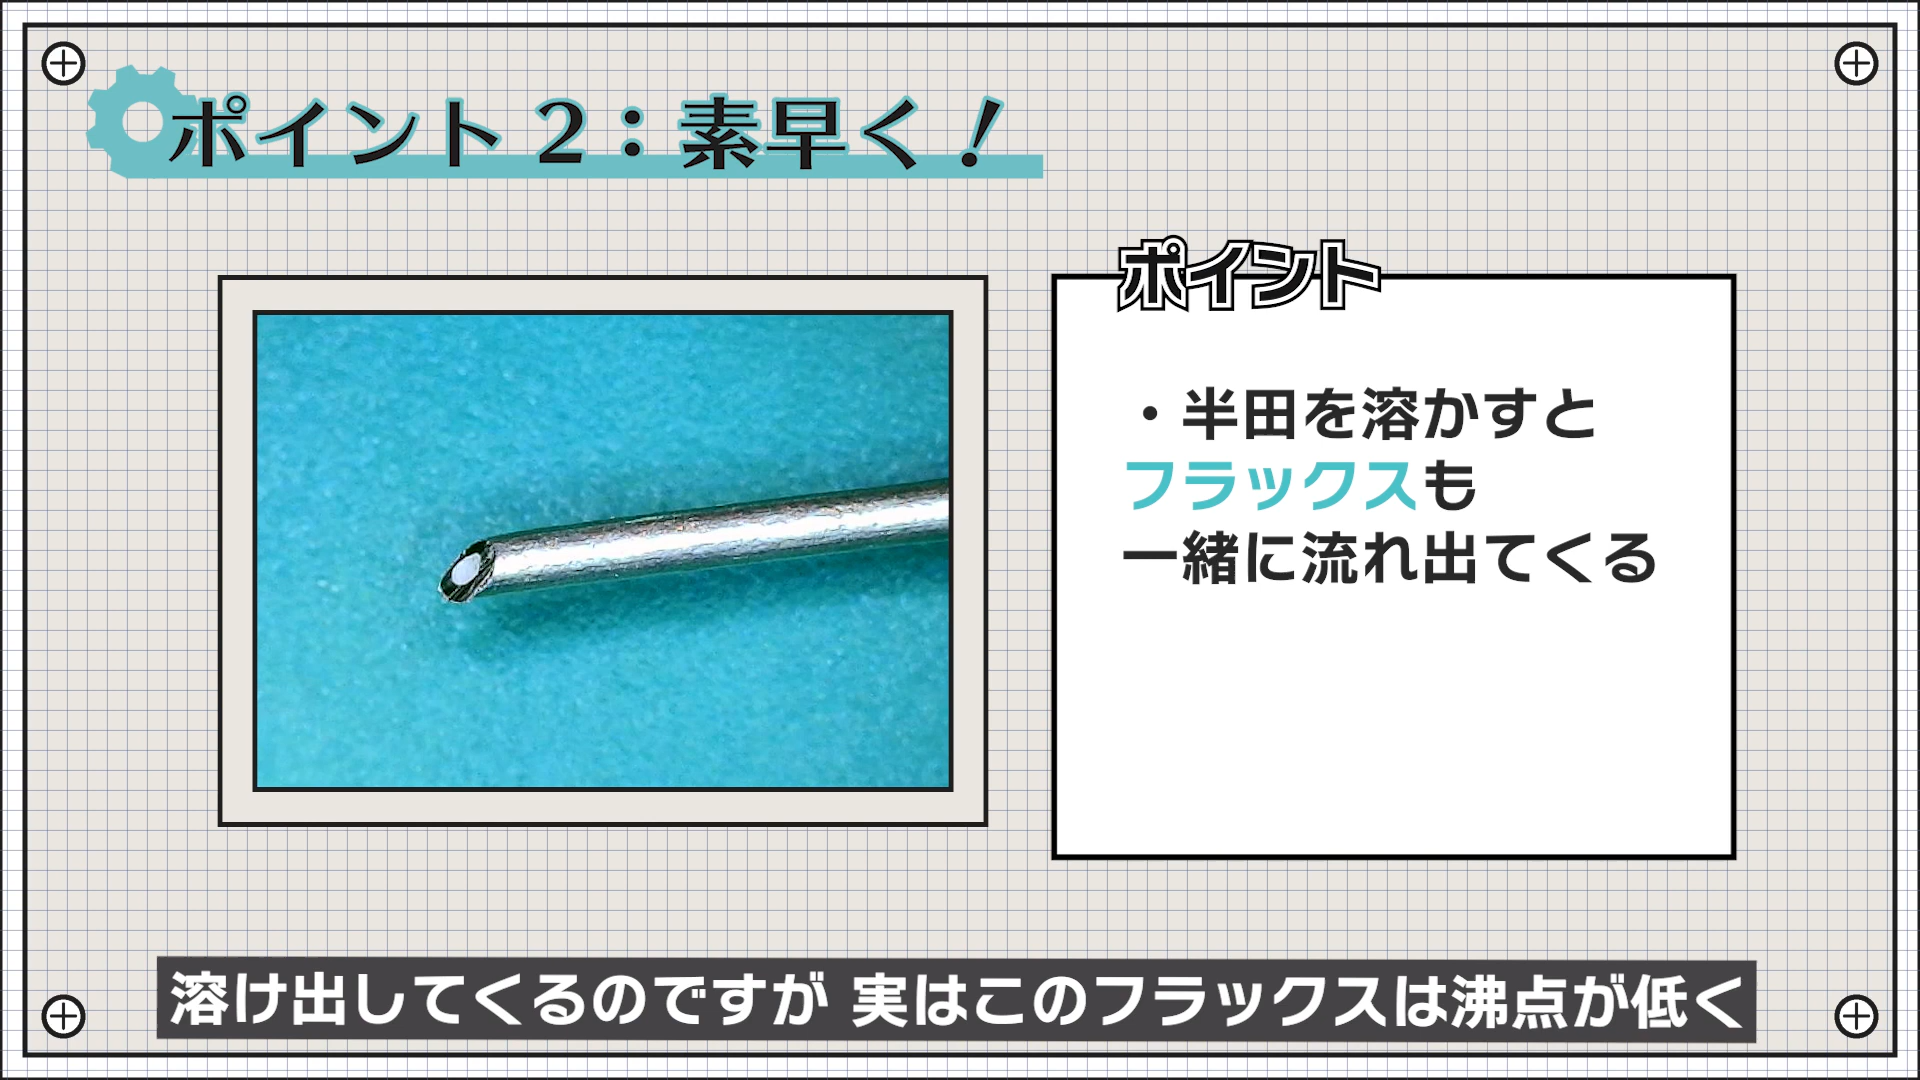 ポイント２：素早く！
ポイント
・半田を溶かすと
フラックスも
一緒に流れ出てくる
溶け出してくるのですが 実はこのフラックスは沸点が低く